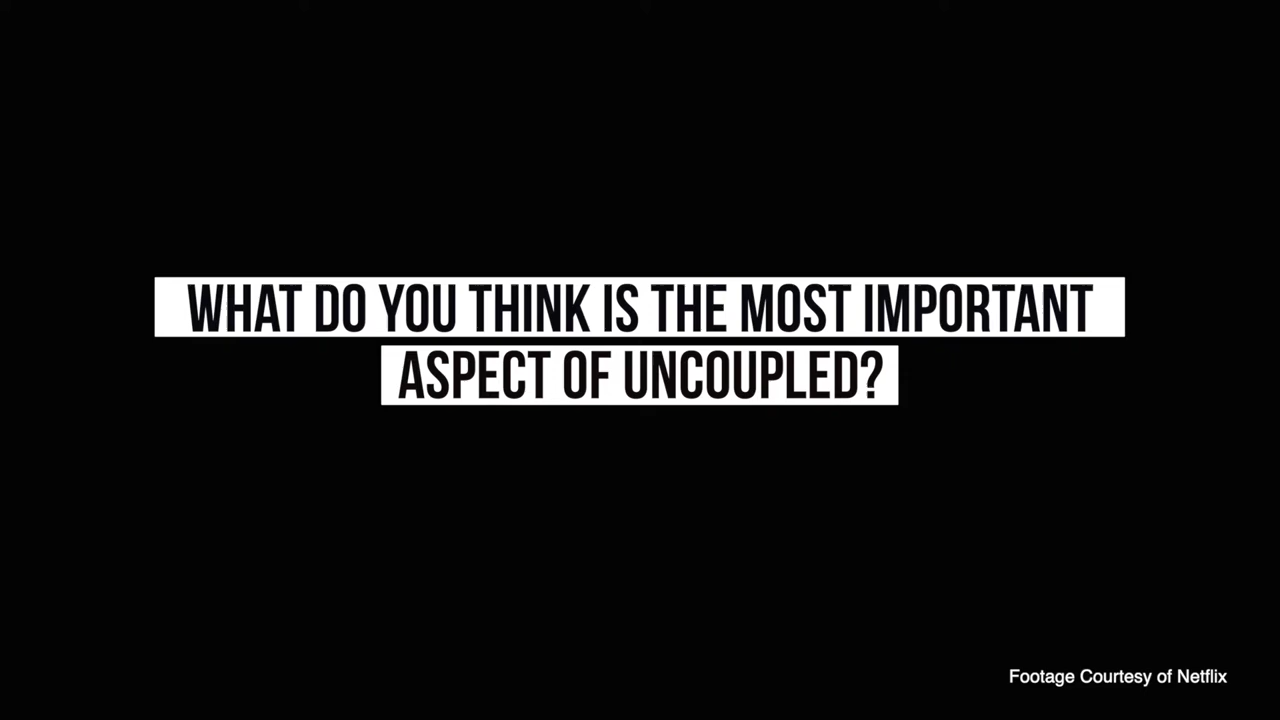 WHAT DO YOU THINK IS THE MOST IMPORTANT
ASPECT OF UNCOUPLED?
Footage Courtesy of Netflix